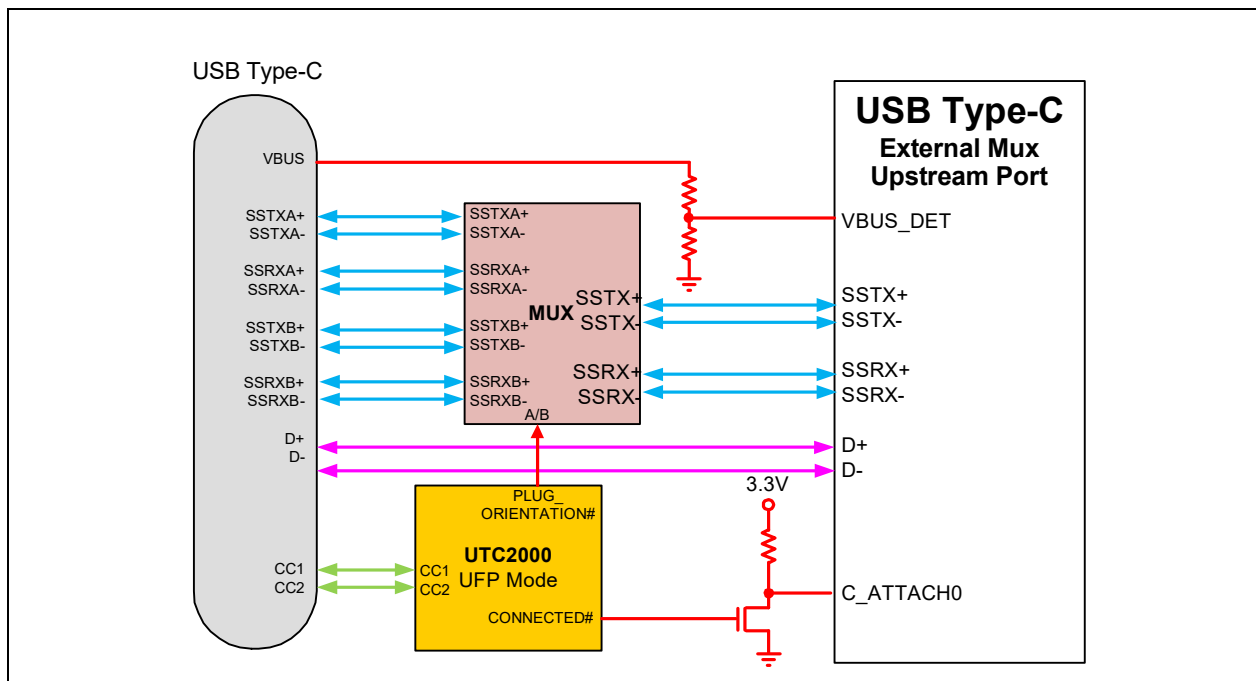 USB Type-C
VBUS
SSTXA+
SSTXA-
SSRXA+
SSRXA-
SSTXB+
SSTXB-
SSRXB+
SSRXB-
D+
D-
CC1
CC2
SSTXA+
SSTXA-
SSRXA+
SSRXA-
SSTXB+
SSTXB-
SSRXB+
SSRXB-
MUX
SSTX+
SSTX-
SSRX+
SSRX-
A/B
PLUG_
ORIENTATION#
UTC2000
UFP Mode
CC1
CC2
CONNECTED#
3.3V
USB Type-C
External Mux
Upstream Port
VBUS_DET
SSTX+
SSTX-
SSRX+
SSRX-
D+
D-
C_ATTACH0